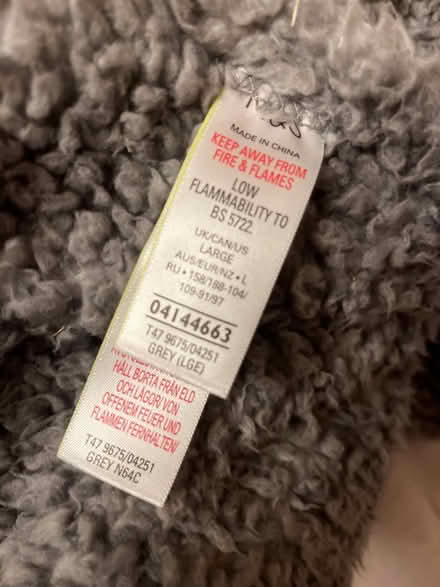 MADE IN CHINA
KEEP AWAY FROM
FIRE & FLAMES
LOW
FLAMMABILITY TO
BS 5722.
UK/CAN/US
LARGE
AUS/EUR/NZ • L
RU • 158/188-104/
109-91/97
04144663
T47 9675/04251
GREY (LGE)
HÅLL BORTA FRÅN ELD
OCH LÅGOR/VON
OFFENEM FEUER UND
FLAMMEN FERNHALTEN/
T47 9675/04251
GREY N64C